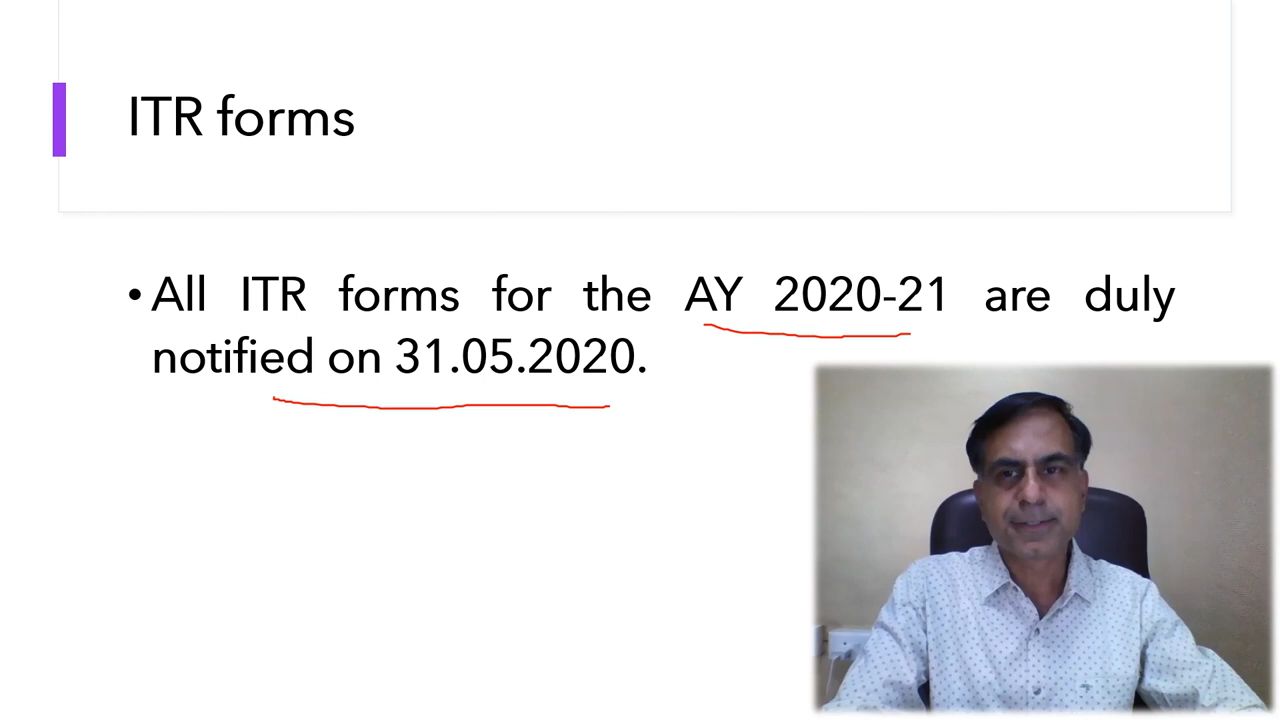 ITR forms
• All ITR forms for the AY 2020-21 are duly
notified on 31.05.2020.